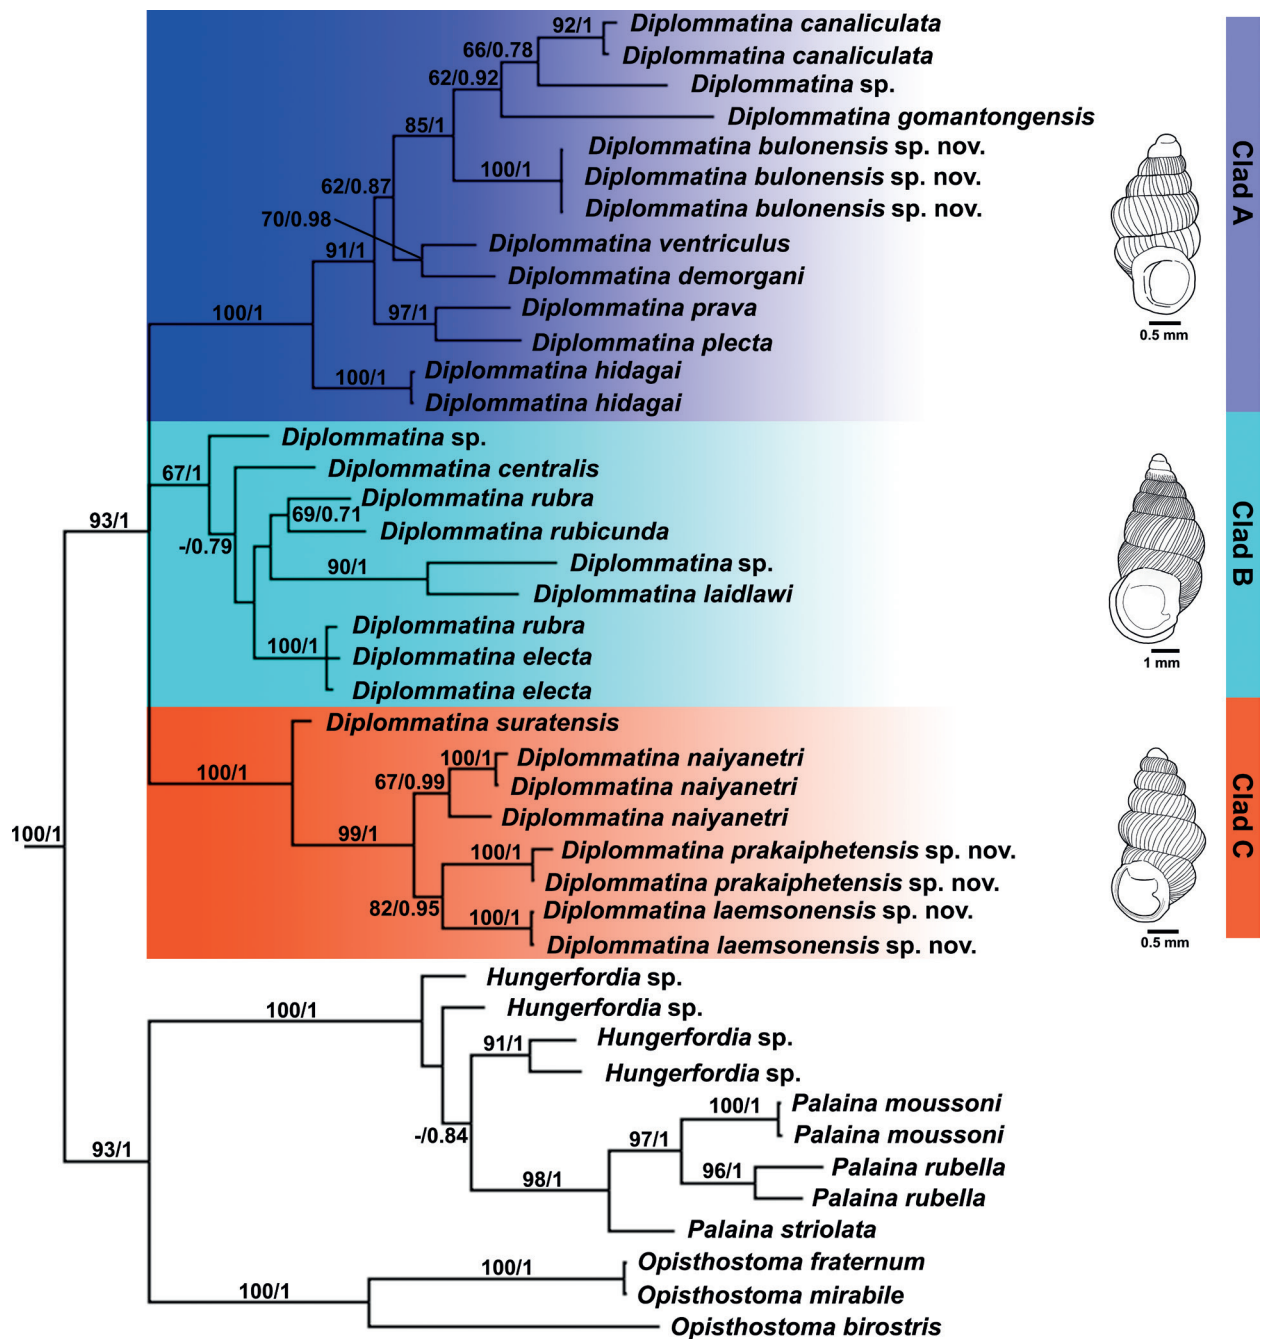 92/1
Diplommatina canaliculata
66/0.78
Diplommatina canaliculata
62/0.92
Diplommatina sp.
Diplommatina gomantongensis
85/1
Diplommatina bulonensis sp. nov.
100/1
Diplommatina bulonensis sp. nov.
62/0.87
Diplommatina bulonensis sp. nov.
70/0.98
Diplommatina ventriculus
91/1
Diplommatina demorgani
100/1
97/1
Diplommatina prava
Diplommatina plecta
100/1
Diplommatina hidagai
Diplommatina hidagai
Clad A
0.5 mm
Diplommatina sp.
67/1
Diplommatina centralis
Diplommatina rubra
69/0.71
93/1
Diplommatina rubicunda
-/0.79
90/1
Diplommatina sp.
Diplommatina laidlawi
Diplommatina rubra
100/1
Diplommatina electa
Diplommatina electa
Clad B
1 mm
Diplommatina suratensis
100/1
100/1
Diplommatina naiyanetri
67/0.99
Diplommatina naiyanetri
Diplommatina naiyanetri
100/1
99/1
100/1
Diplommatina prakaiphetensis sp. nov.
Diplommatina prakaiphetensis sp. nov.
82/0.95
100/1
Diplommatina laemsonensis sp. nov.
Diplommatina laemsonensis sp. nov.
Clad C
0.5 mm
Hungerfordia sp.
100/1
Hungerfordia sp.
91/1
Hungerfordia sp.
Hungerfordia sp.
100/1
Palaina moussoni
-/0.84
97/1
Palaina moussoni
93/1
96/1
Palaina rubella
98/1
Palaina rubella
Palaina striolata
100/1
Opisthostoma fraternum
100/1
Opisthostoma mirabile
Opisthostoma birostris